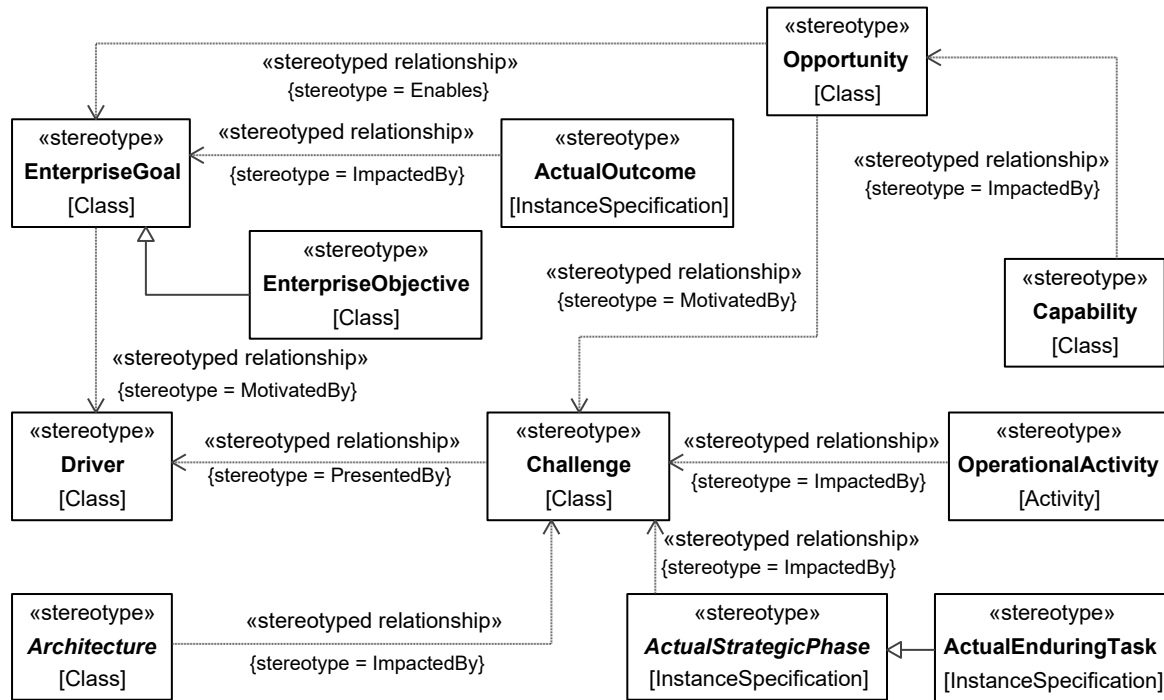 «stereotype»
Opportunity
[Class]
«stereotyped relationship»
{stereotype = Enables}
«stereotype»
EnterpriseGoal
[Class]
«stereotyped relationship»
{stereotype = ImpactedBy}
«stereotype»
ActualOutcome
[InstanceSpecification]
«stereotyped relationship»
{stereotype = ImpactedBy}
«stereotype»
EnterpriseObjective
[Class]
«stereotyped relationship»
{stereotype = MotivatedBy}
«stereotype»
Capability
[Class]
«stereotyped relationship»
{stereotype = MotivatedBy}
«stereotype»
Driver
[Class]
«stereotyped relationship»
{stereotype = PresentedBy}
«stereotype»
Challenge
[Class]
«stereotyped relationship»
{stereotype = ImpactedBy}
«stereotype»
OperationalActivity
[Activity]
«stereotyped relationship»
{stereotype = ImpactedBy}
«stereotype»
Architecture
[Class]
«stereotyped relationship»
{stereotype = ImpactedBy}
«stereotype»
ActualStrategicPhase
[InstanceSpecification]
«stereotype»
ActualEnduringTask
[InstanceSpecification]